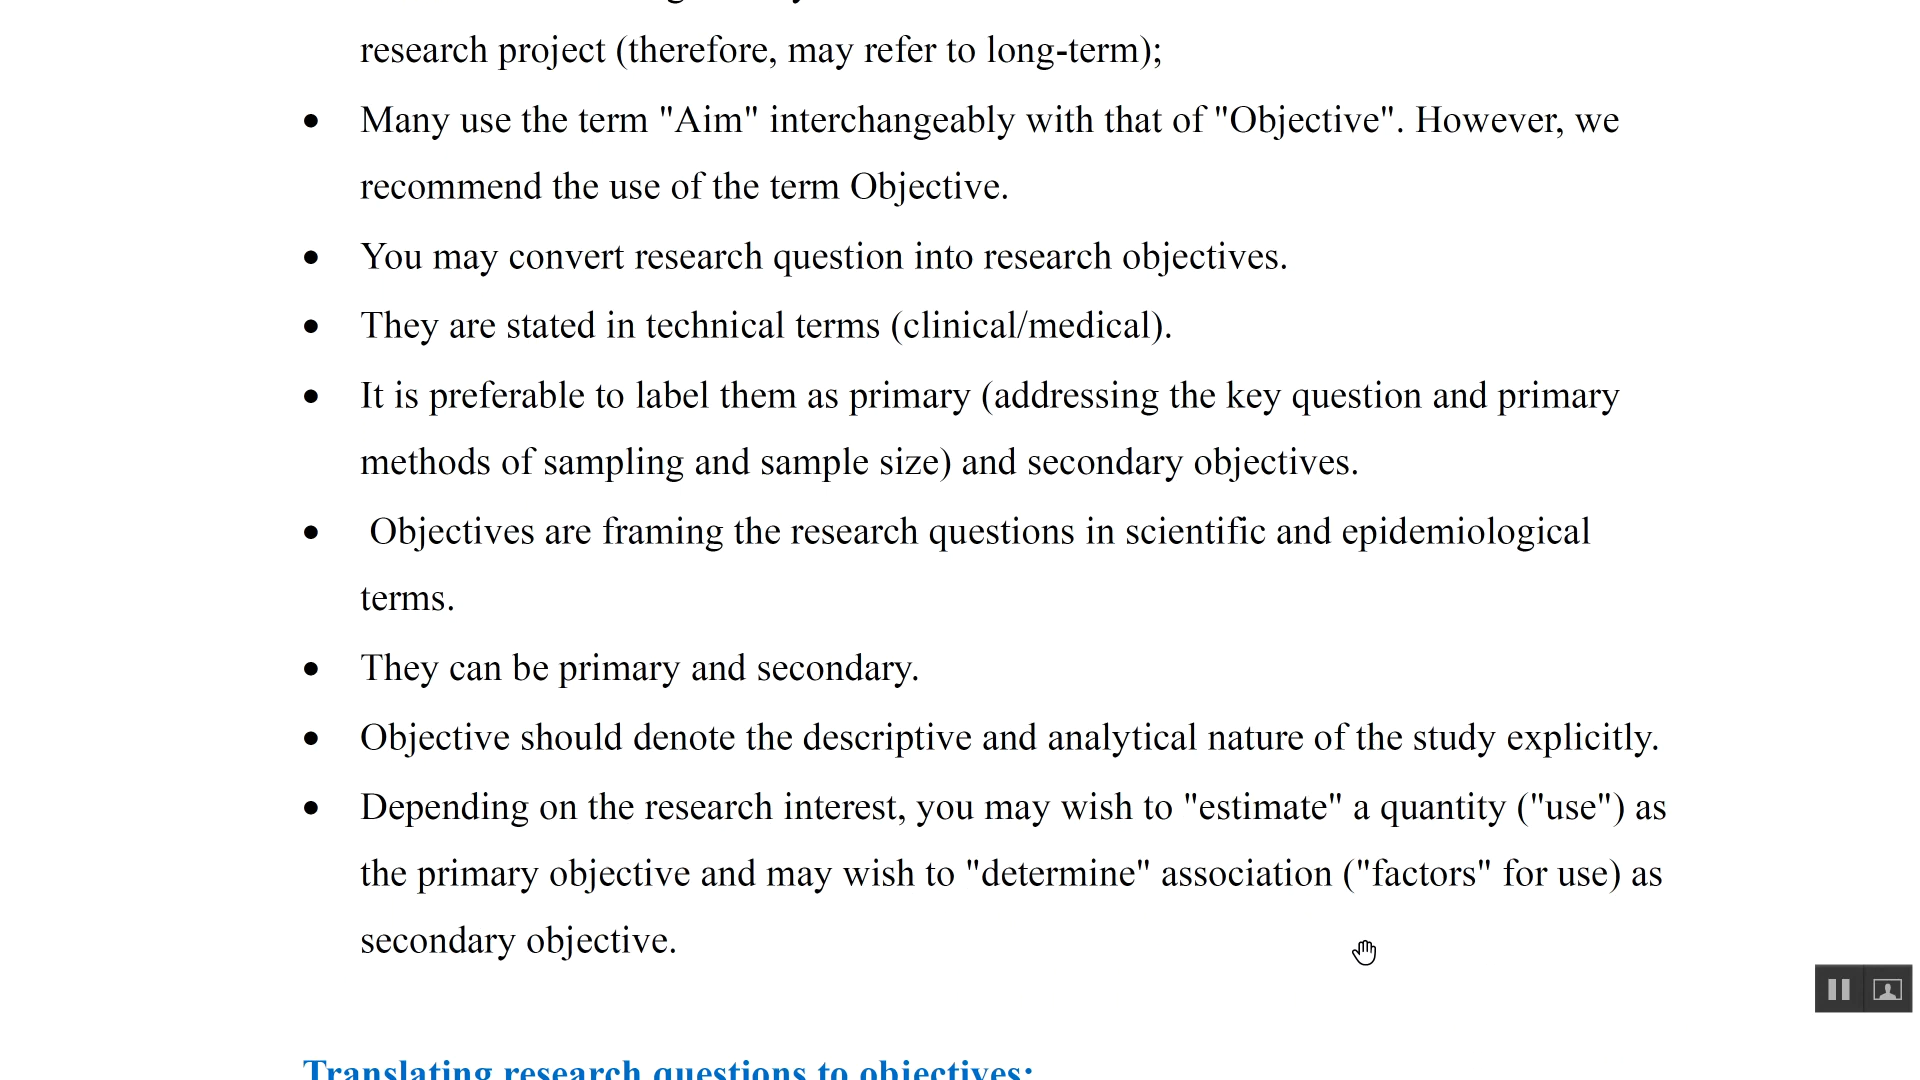 research project (therefore, may refer to long-term);
• Many use the term "Aim" interchangeably with that of "Objective". However, we
recommend the use of the term Objective.
• You may convert research question into research objectives.
• They are stated in technical terms (clinical/medical).
• It is preferable to label them as primary (addressing the key question and primary
methods of sampling and sample size) and secondary objectives.
• Objectives are framing the research questions in scientific and epidemiological
terms.
• They can be primary and secondary.
• Objective should denote the descriptive and analytical nature of the study explicitly.
• Depending on the research interest, you may wish to "estimate" a quantity ("use") as
the primary objective and may wish to "determine" association ("factors" for use) as
secondary objective.
Translating research questions to objectives: